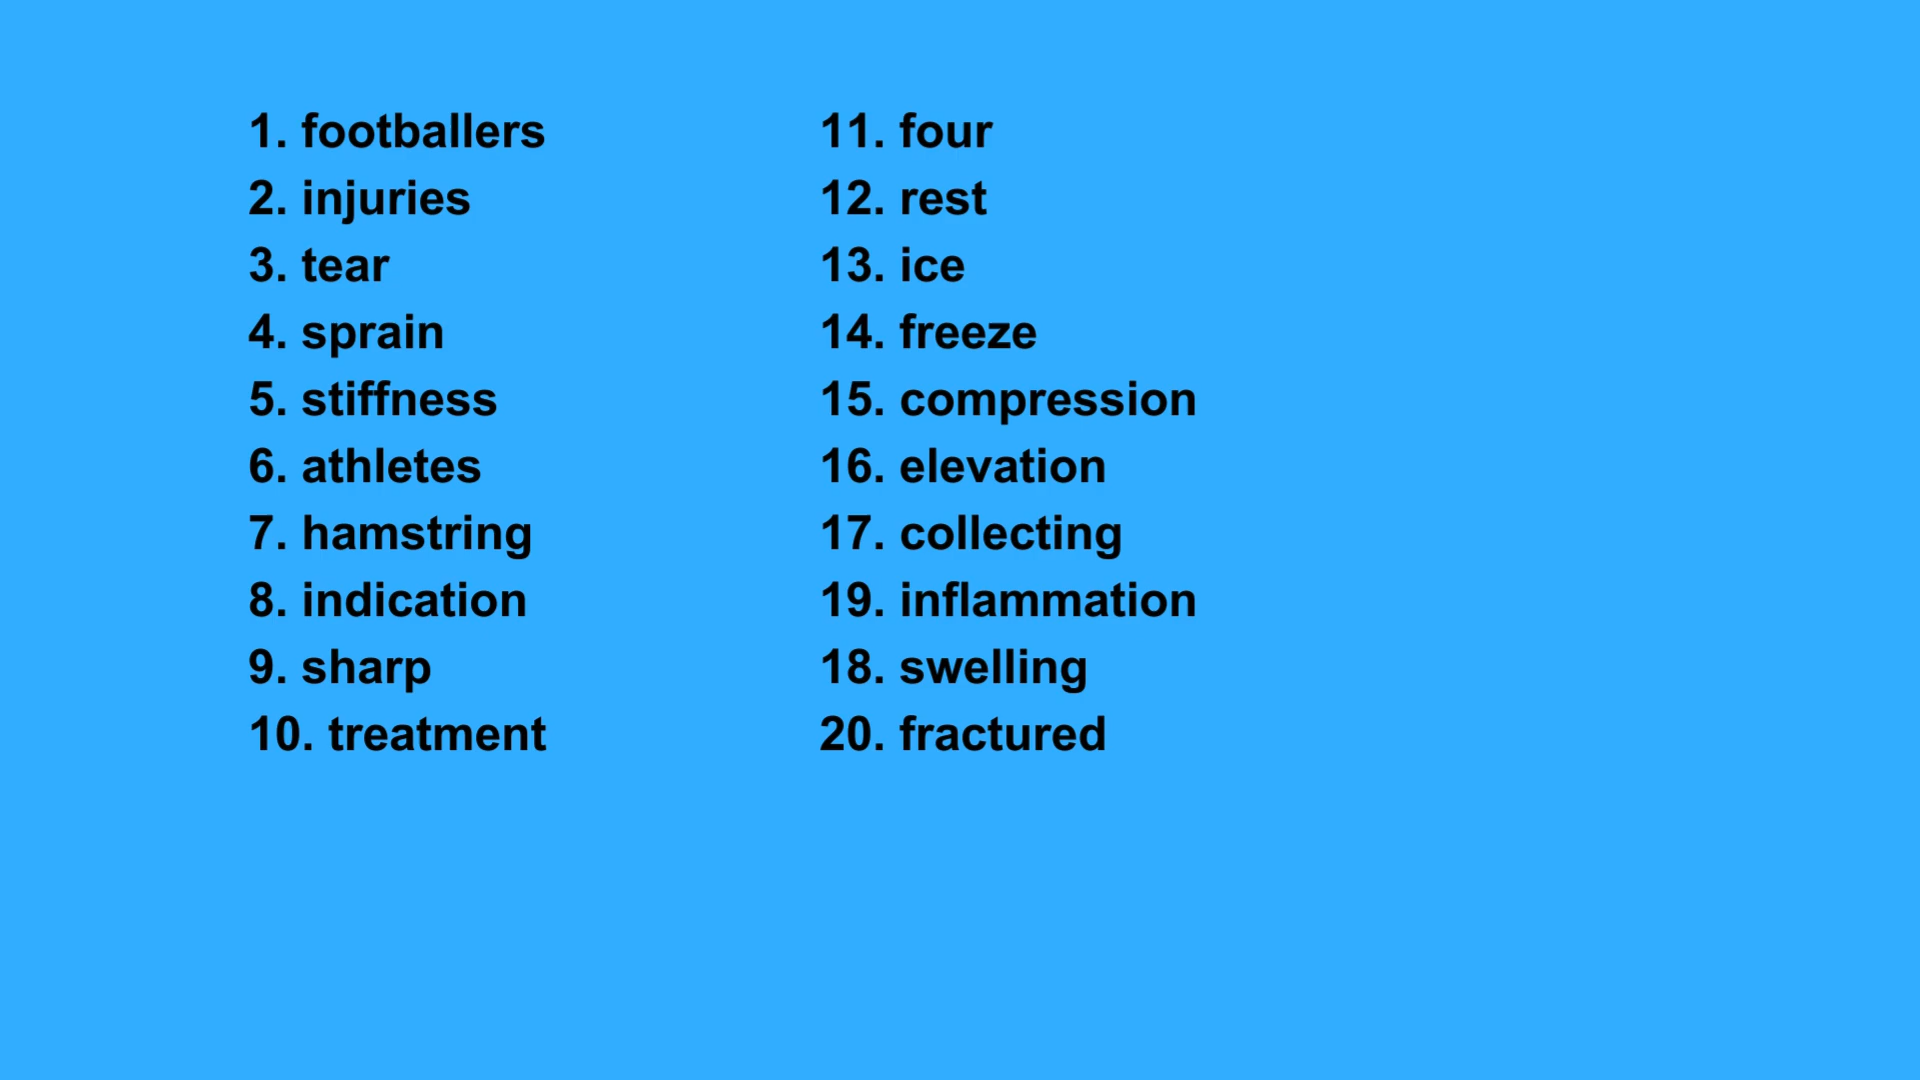 1. footballers
2. injuries
3. tear
4. sprain
5. stiffness
6. athletes
7. hamstring
8. indication
9. sharp
10. treatment
11. four
12. rest
13. ice
14. freeze
15. compression
16. elevation
17. collecting
19. inflammation
18. swelling
20. fractured